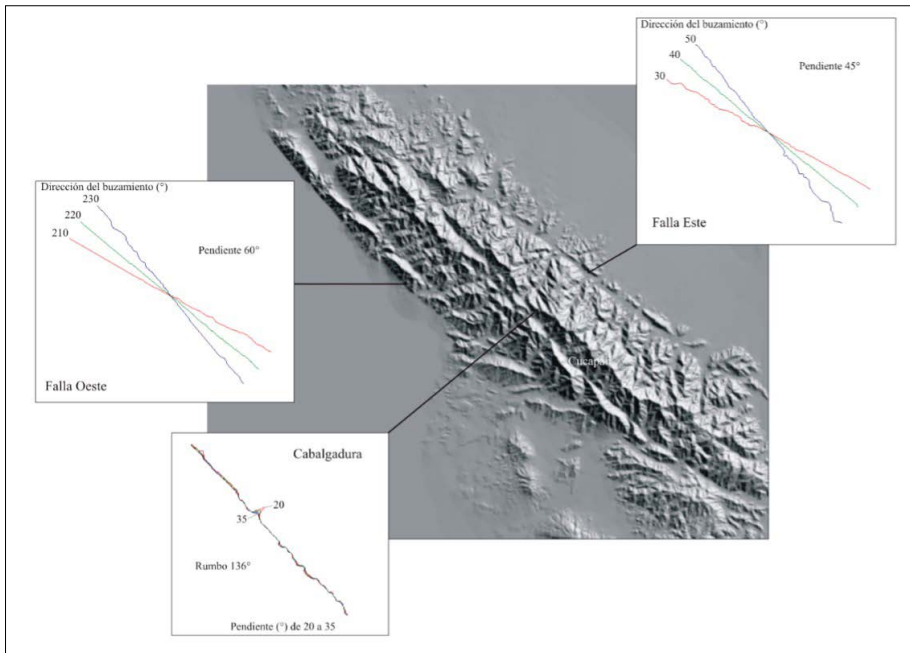 Dirección del buzamiento (°)
50
40
30
Pendiente 45°
Falla Este
Dirección del buzamiento (°)
230
220
210
Pendiente 60°
Falla Oeste
Cabalgadura
20
35
Rumbo 136°
Pendiente (°) de 20 a 35